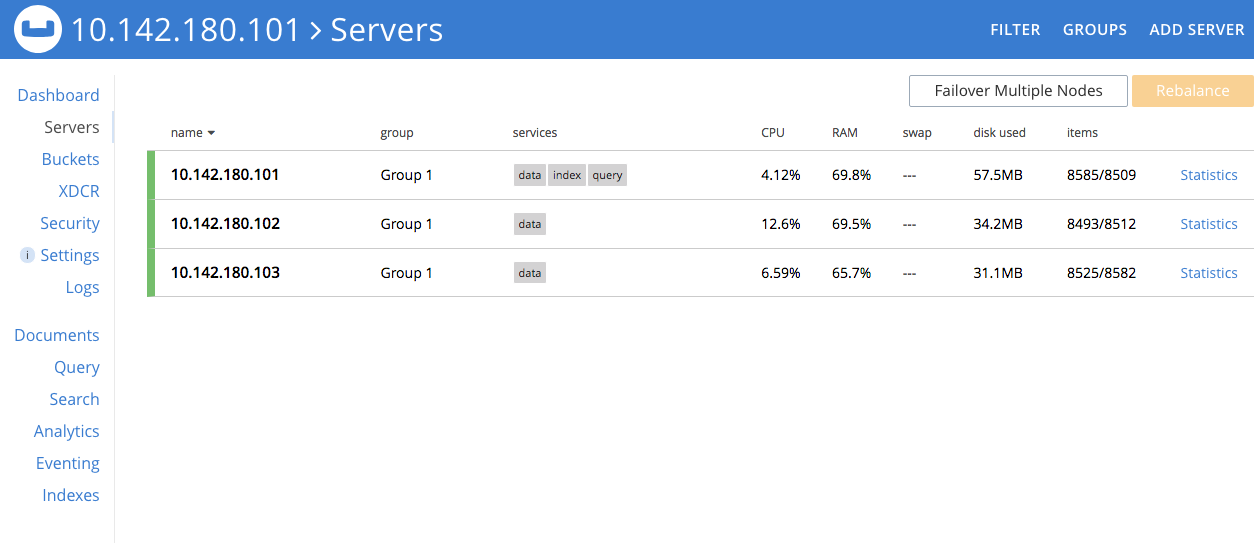 10.142.180.101 > Servers
FILTER GROUPS ADD SERVER
Dashboard
Servers
Buckets
XDCR
Security
i Settings
Logs
Documents
Query
Search
Analytics
Eventing
Indexes
Failover Multiple Nodes Rebalance
name group services CPU RAM swap disk used items
10.142.180.101 Group 1 data index query 4.12% 69.8% --- 57.5MB 8585/8509 Statistics
10.142.180.102 Group 1 data 12.6% 69.5% --- 34.2MB 8493/8512 Statistics
10.142.180.103 Group 1 data 6.59% 65.7% --- 31.1MB 8525/8582 Statistics